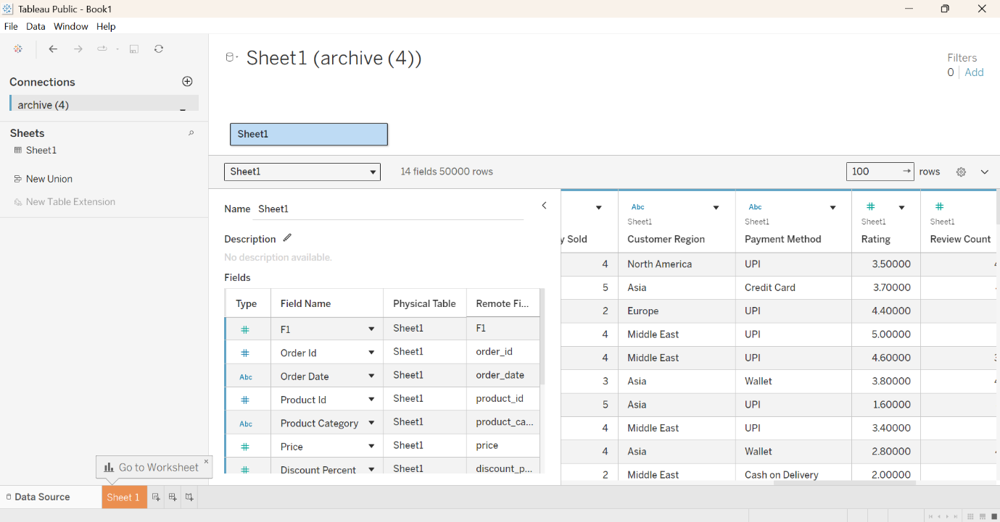 Tableau Public - Book1
File Data Window Help
Connections
archive (4)
Sheets
Sheet1
New Union
New Table Extension
Sheet1 (archive (4))
Filters
0 Add
Sheet1
Sheet1 14 fields 50000 rows 100 rows
Name Sheet1
Description
No description available.
Fields
Type Field Name Physical Table Remote Fi...
# F1 Sheet1 F1
# Order Id Sheet1 order_id
Abc Order Date Sheet1 order_date
# Product Id Sheet1 product_id
Abc Product Category Sheet1 product_ca...
# Price Sheet1 price
# Discount Percent Sheet1 discount_p...
Abc Abc # #
Sheet1 Sheet1 Sheet1 Sheet1
y Sold Customer Region Payment Method Rating Review Count
4 North America UPI 3.50000
5 Asia Credit Card 3.70000
2 Europe UPI 4.40000
4 Middle East UPI 5.00000
4 Middle East UPI 4.60000
3 Asia Wallet 3.80000
5 Asia UPI 1.60000
4 Middle East UPI 3.40000
4 Asia Wallet 2.80000
2 Middle East Cash on Delivery 2.00000
Go to Worksheet
Data Source Sheet 1